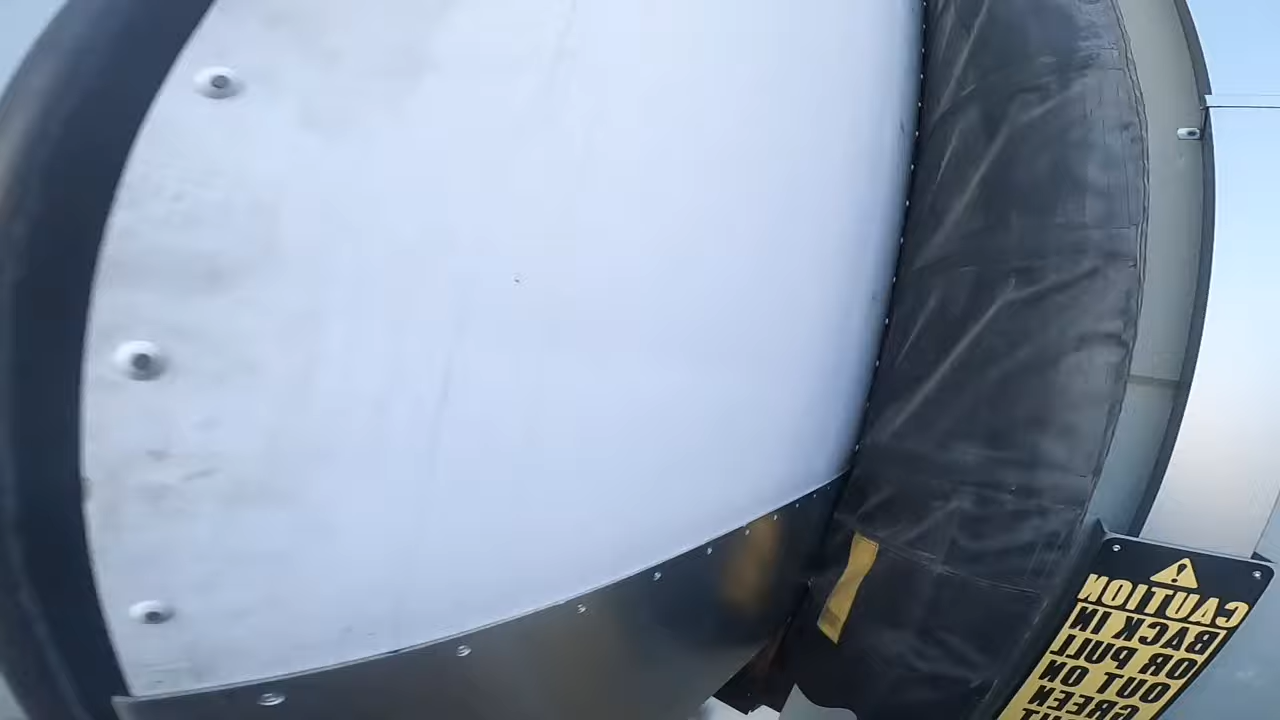 CAUTION
BACK IN
OR PULL
OUT ON
GREEN